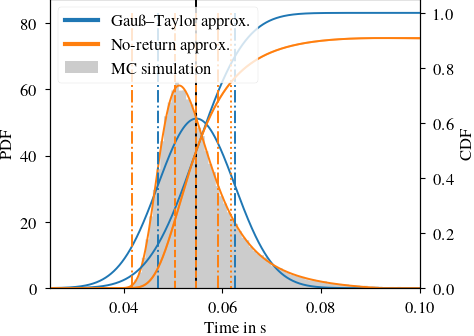 Gauß–Taylor approx.
No-return approx.
MC simulation
PDF
80
60
40
20
0
CDF
1.0
0.8
0.6
0.4
0.2
0.0
0.04
0.06
0.08
0.10
Time in s